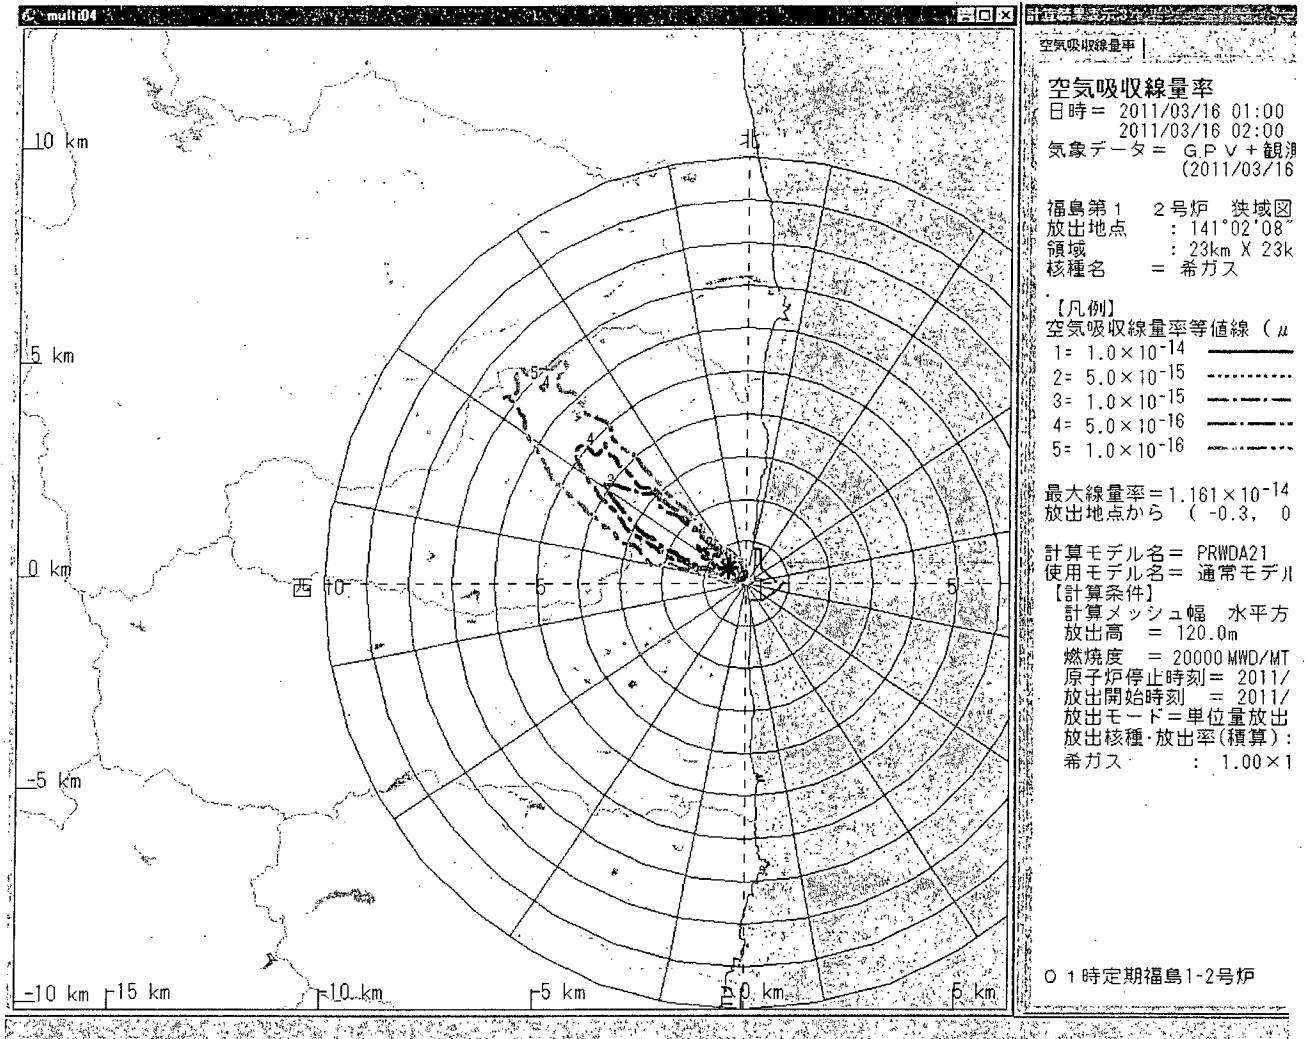 multi04
空気吸収線量率
空気吸収線量率
日時= 2011/03/16 01:00
2011/03/16 02:00
気象データ= GPV+観測
(2011/03/16
福島第1 2号炉 狭域図
放出地点 : 141°02'08"
領域 : 23km X 23k
核種名 = 希ガス
【凡例】
空気吸収線量率等値線(μ
1= 1.0×10-14
2= 5.0×10-15
3= 1.0×10-15
4= 5.0×10-16
5= 1.0×10-16
最大線量率=1.161×10-14
放出地点から ( -0.3, 0
計算モデル名= PRWDA21
使用モデル名= 通常モデル
【計算条件】
計算メッシュ幅 水平方
放出高 = 120.0m
燃焼度 = 20000MWD/MT
原子炉停止時刻= 2011/
放出開始時刻 = 2011/
放出モード=単位量放出
放出核種・放出率(積算):
希ガス : 1.00×1
01時定期福島1-2号炉
北
10 km
5 km
5
4
4
3
0 km
西 10
5
5
-5 km
-10 km
-15 km
-10 km
-5 km
0 km
5 km